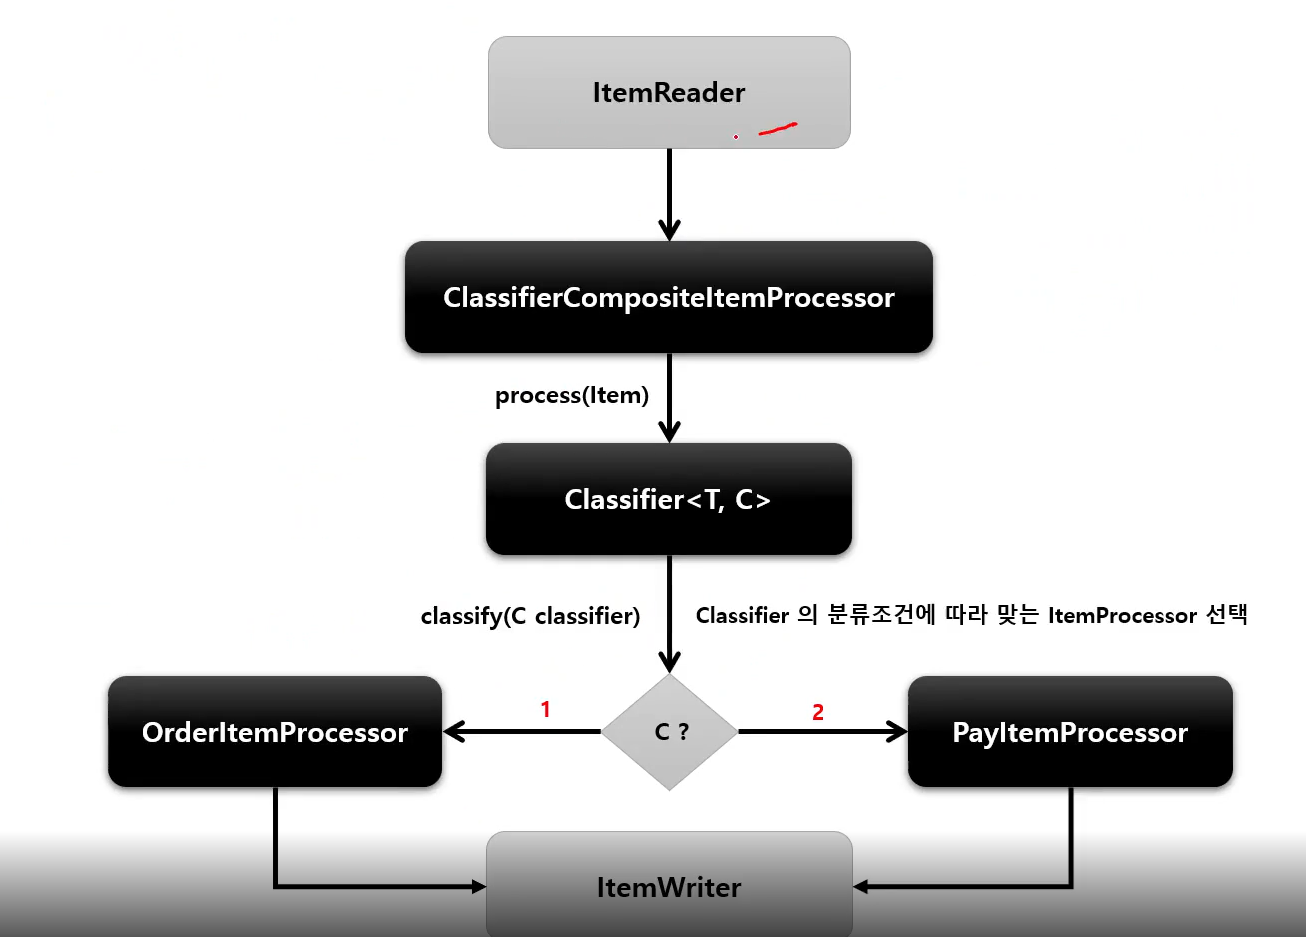 ItemReader
ClassifierCompositeItemProcessor
process(Item)
Classifier<T, C>
classify(C classifier)
Classifier 의 분류조건에 따라 맞는 ItemProcessor 선택
1
2
OrderItemProcessor
C ?
PayItemProcessor
ItemWriter